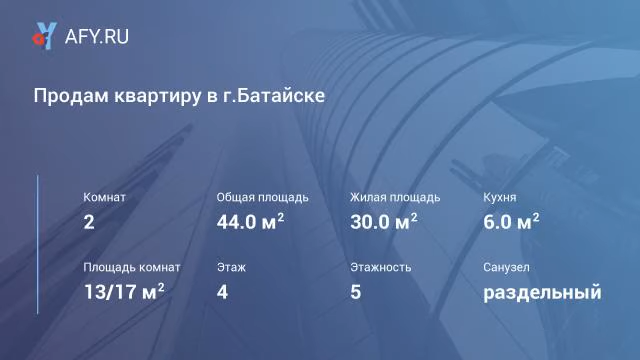 AFY.RU
Продам квартиру в г.Батайске
Комнат
2
Общая площадь
44.0 м²
Жилая площадь
30.0 м²
Кухня
6.0 м²
Площадь комнат
13/17 м²
Этаж
4
Этажность
5
Санузел
раздельный